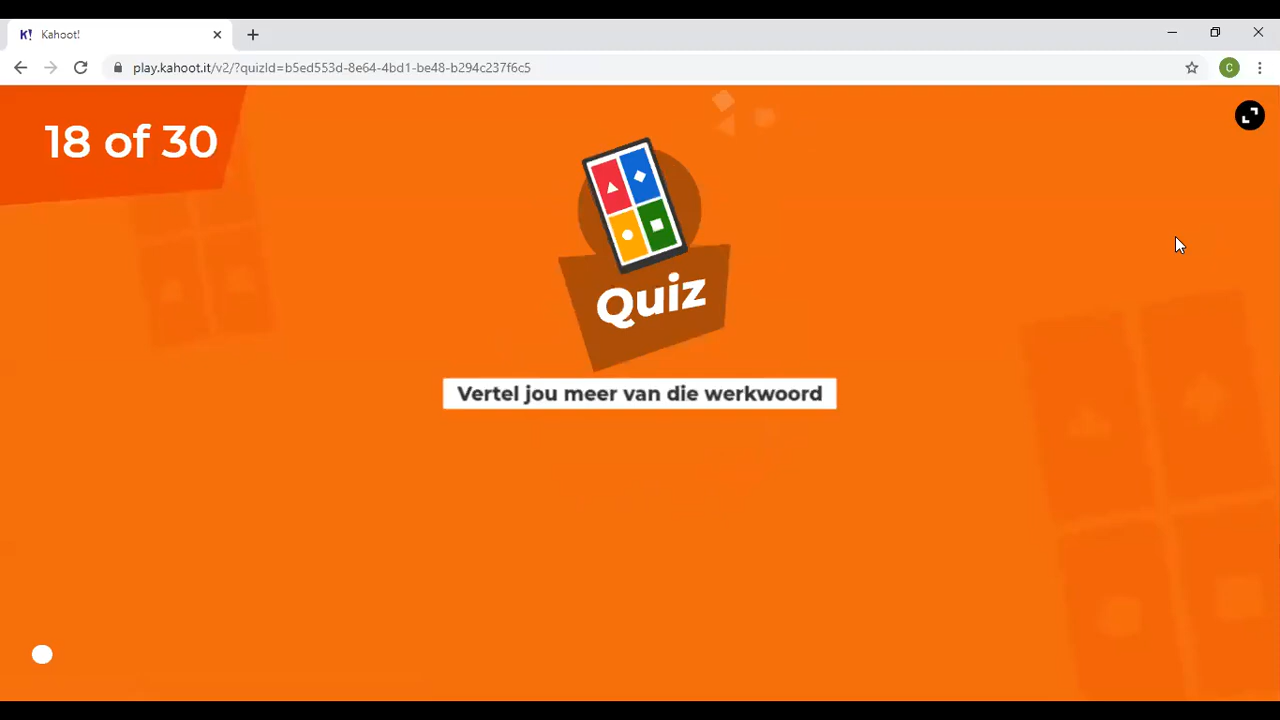 K! Kahoot!
play.kahoot.it/v2/?quizId=b5ed553d-8e64-4bd1-be48-b294c237f6c5
C
18 of 30
Quiz
Vertel jou meer van die werkwoord